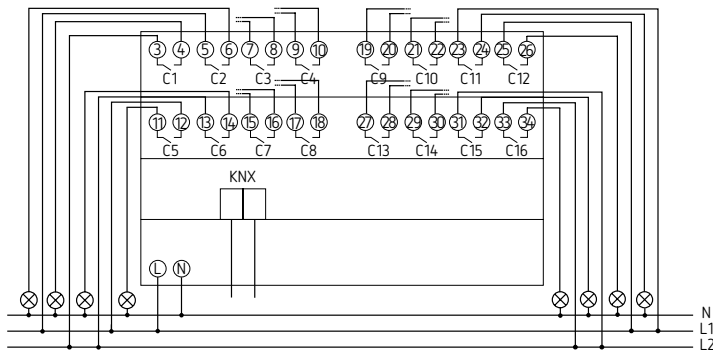 3 4 5 6 7 8 9 10 19 20 21 22 23 24 25 26
C1 C2 C3 C4 C9 C10 C11 C12
11 12 13 14 15 16 17 18 27 28 29 30 31 32 33 34
C5 C6 C7 C8 C13 C14 C15 C16
KNX
L N
N
L1
L2